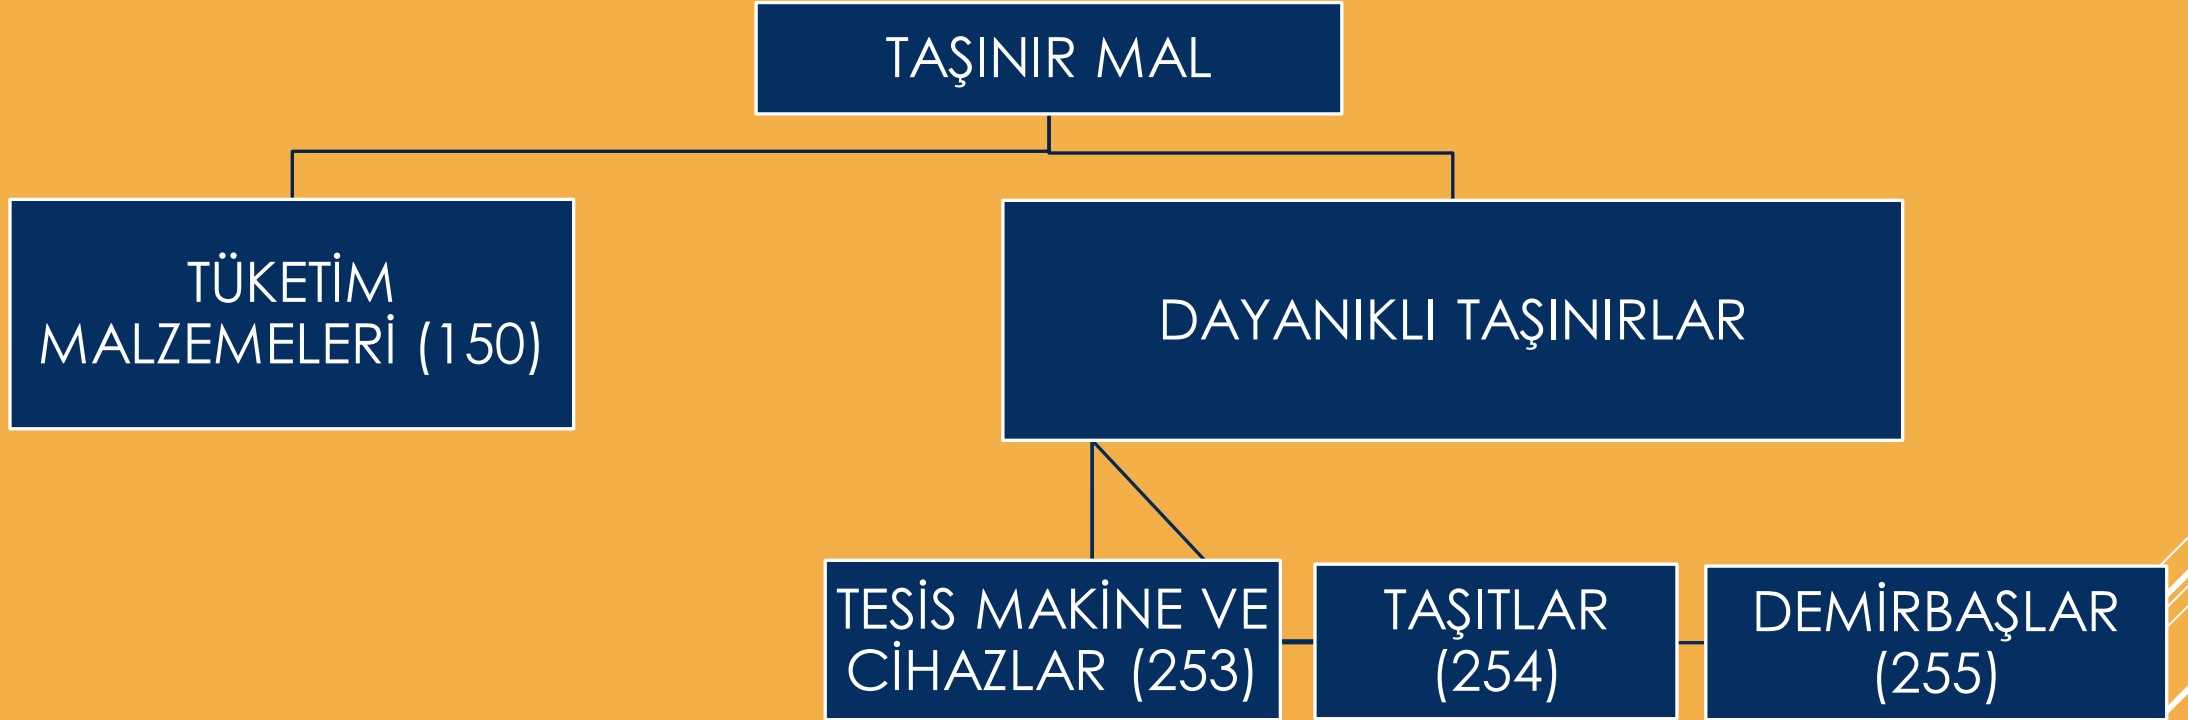 TAŞINIR MAL
TÜKETİM
MALZEMELERİ (150)
DAYANIKLI TAŞINIRLAR
TESİS MAKİNE VE
CİHAZLAR (253)
TAŞITLAR
(254)
DEMİRBAŞLAR
(255)